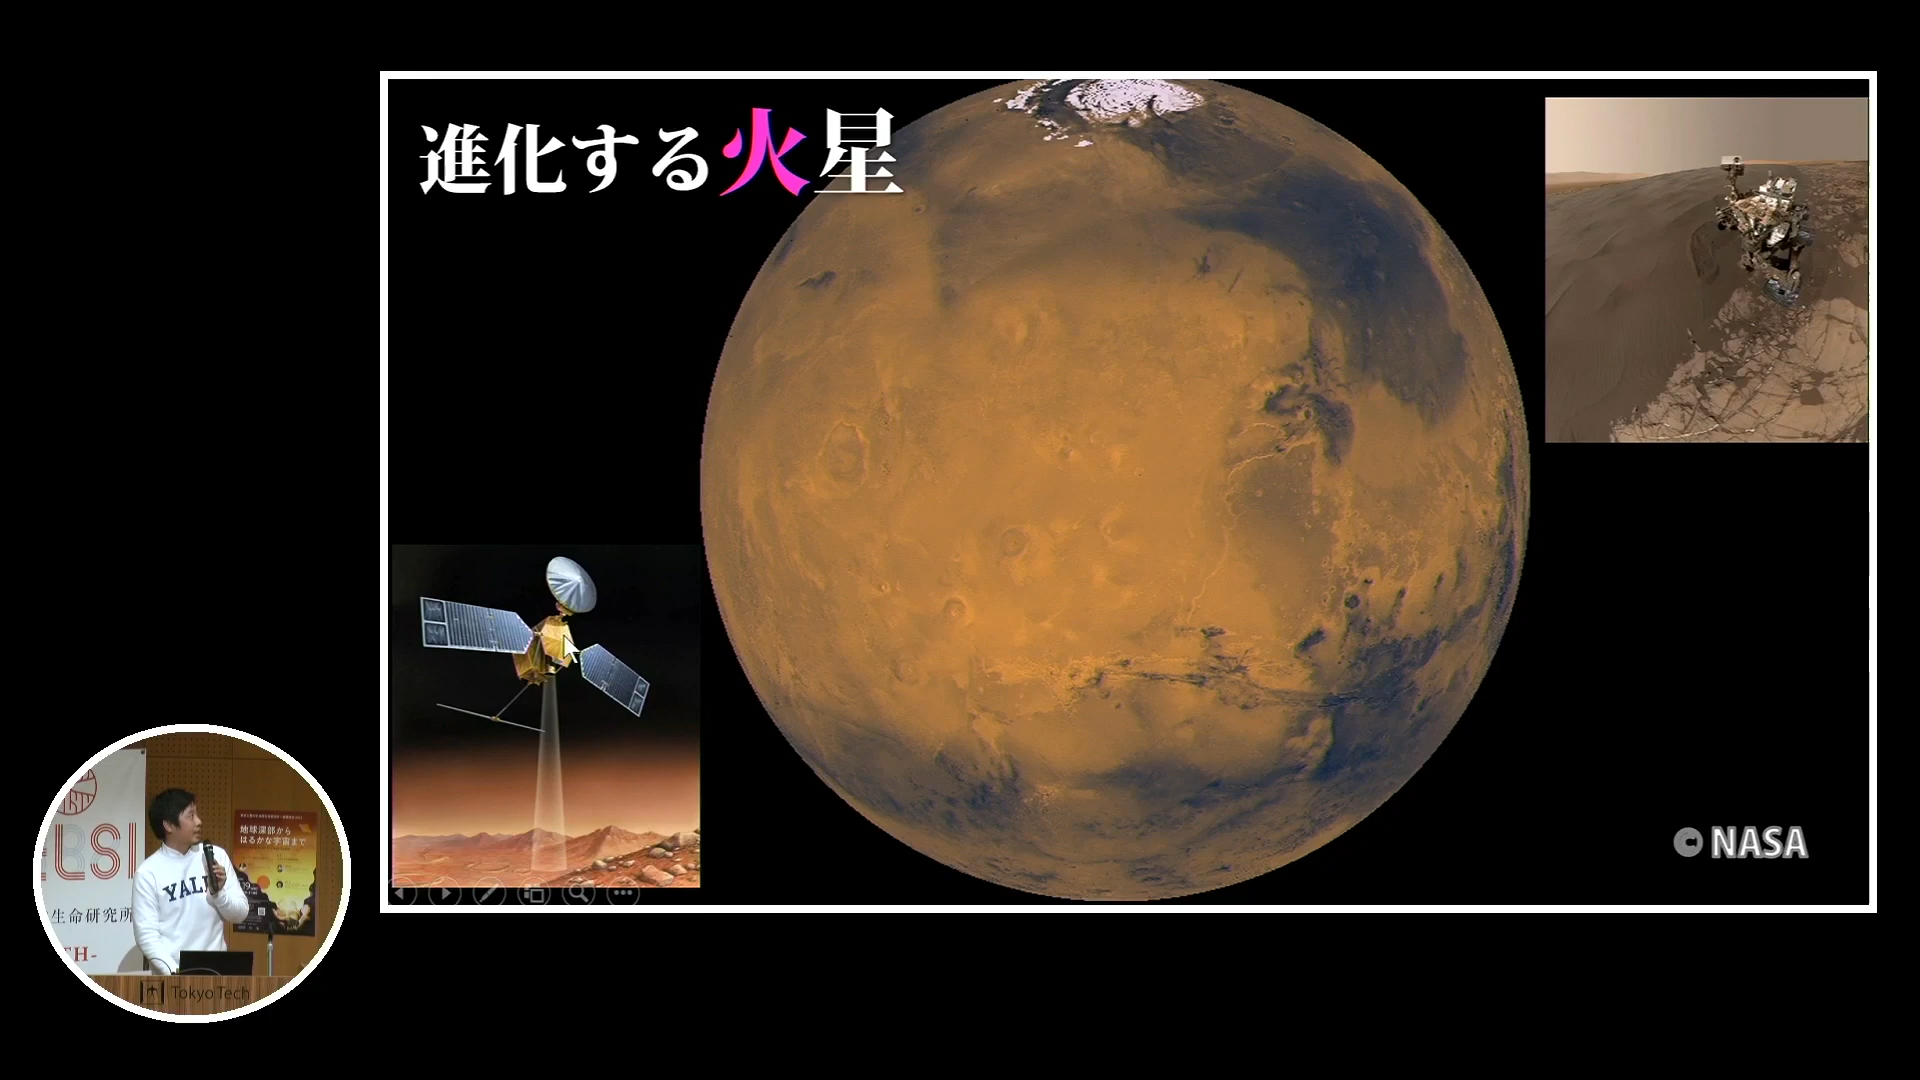 進化する火星
© NASA
ELSI
生命研究所
TH-
YALE
地球深部から
はるかな宇宙まで
Tokyo Tech